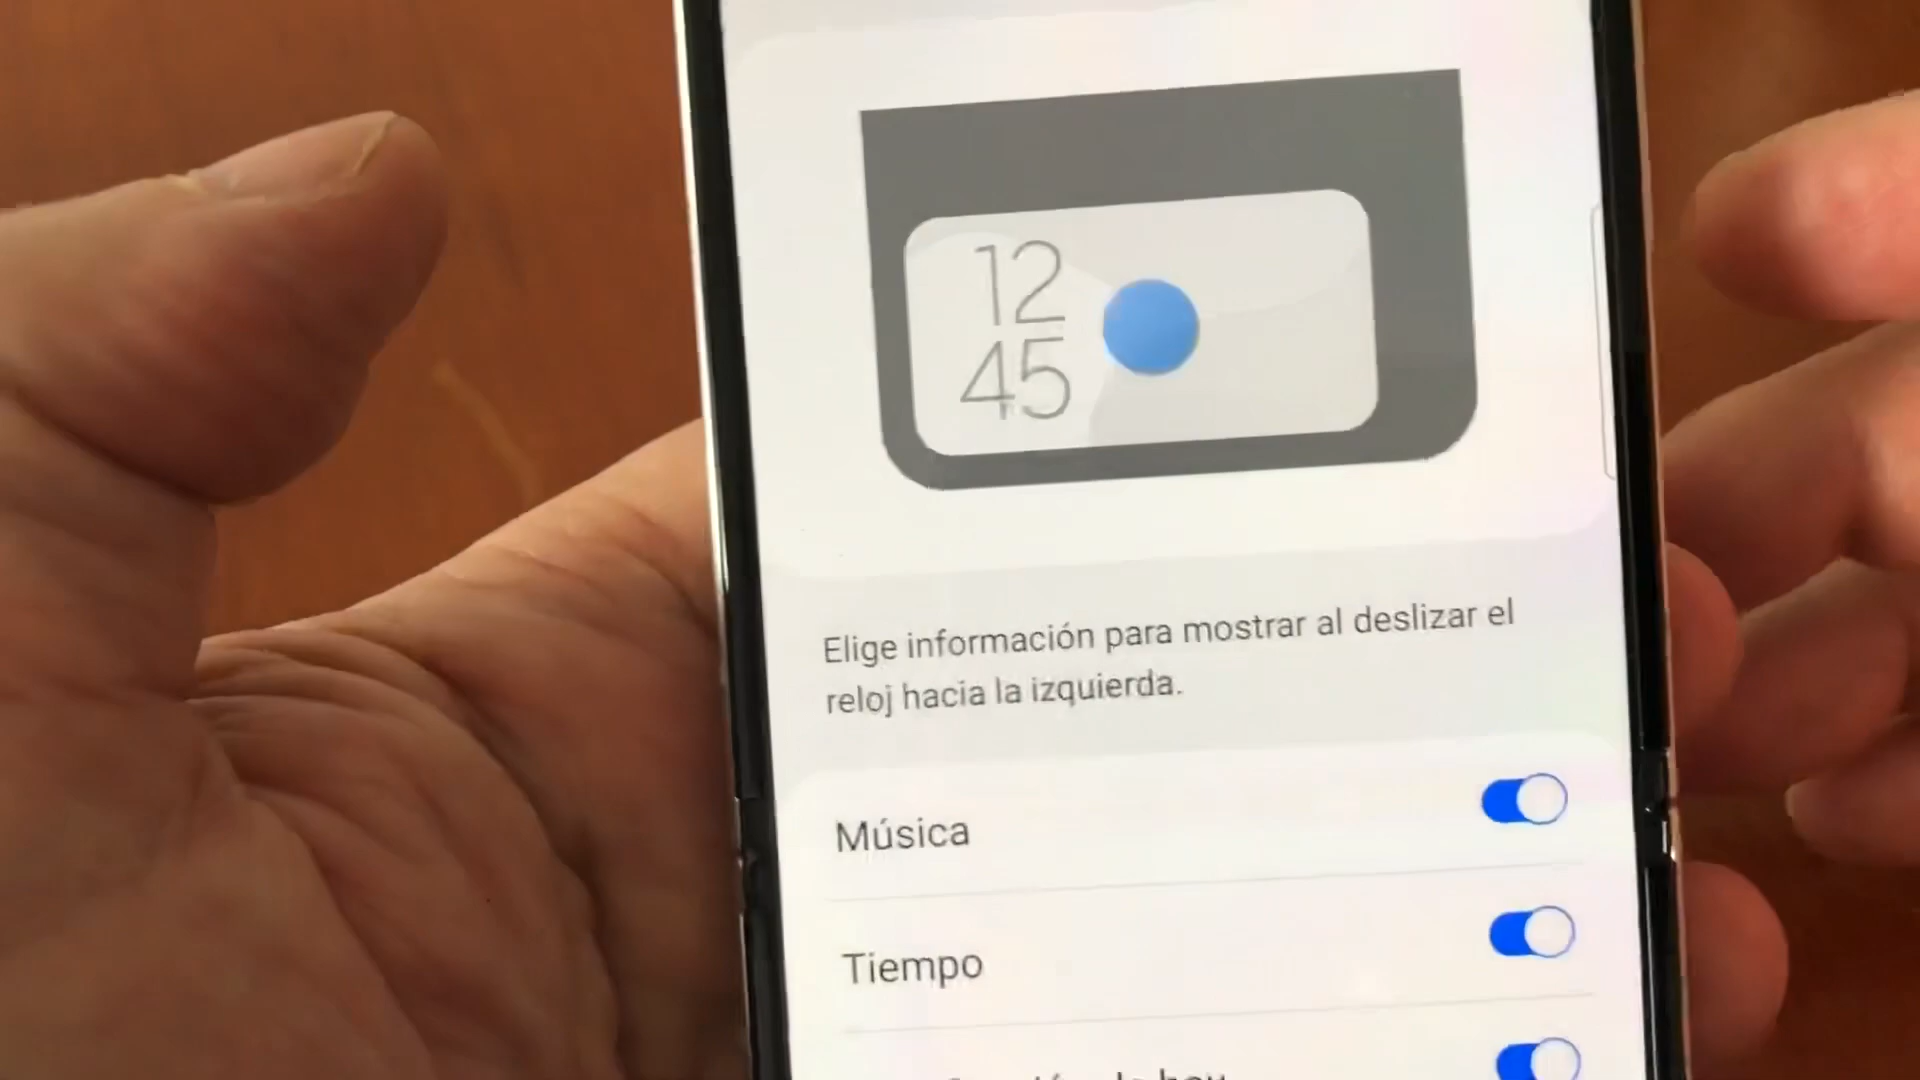 12
45
Elige información para mostrar al deslizar el
reloj hacia la izquierda.
Música
Tiempo